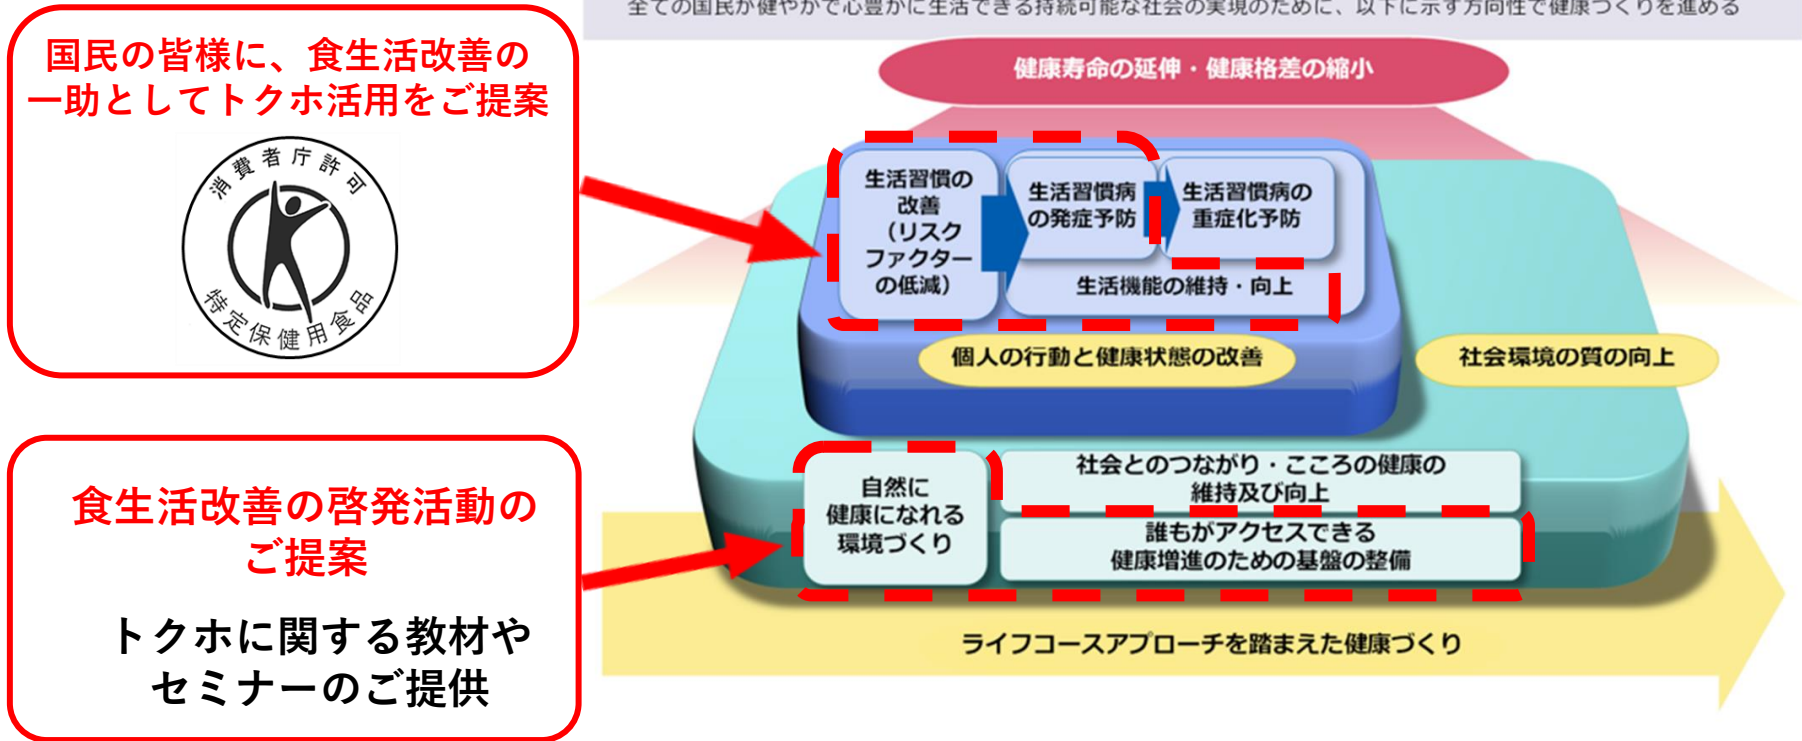 全ての国民が健やかで心豊かに生活できる持続可能な社会の実現のために、以下に示す方向性で健康づくりを進める
国民の皆様に、食生活改善の
一助としてトクホ活用をご提案
消費者庁許可
特定保健用食品
健康寿命の延伸・健康格差の縮小
生活習慣の
改善
（リスク
ファクター
の低減）
生活習慣病
の発症予防
生活習慣病の
重症化予防
生活機能の維持・向上
個人の行動と健康状態の改善
社会環境の質の向上
食生活改善の啓発活動の
ご提案
トクホに関する教材や
セミナーのご提供
自然に
健康になれる
環境づくり
社会とのつながり・こころの健康の
維持及び向上
誰もがアクセスできる
健康増進のための基盤の整備
ライフコースアプローチを踏まえた健康づくり